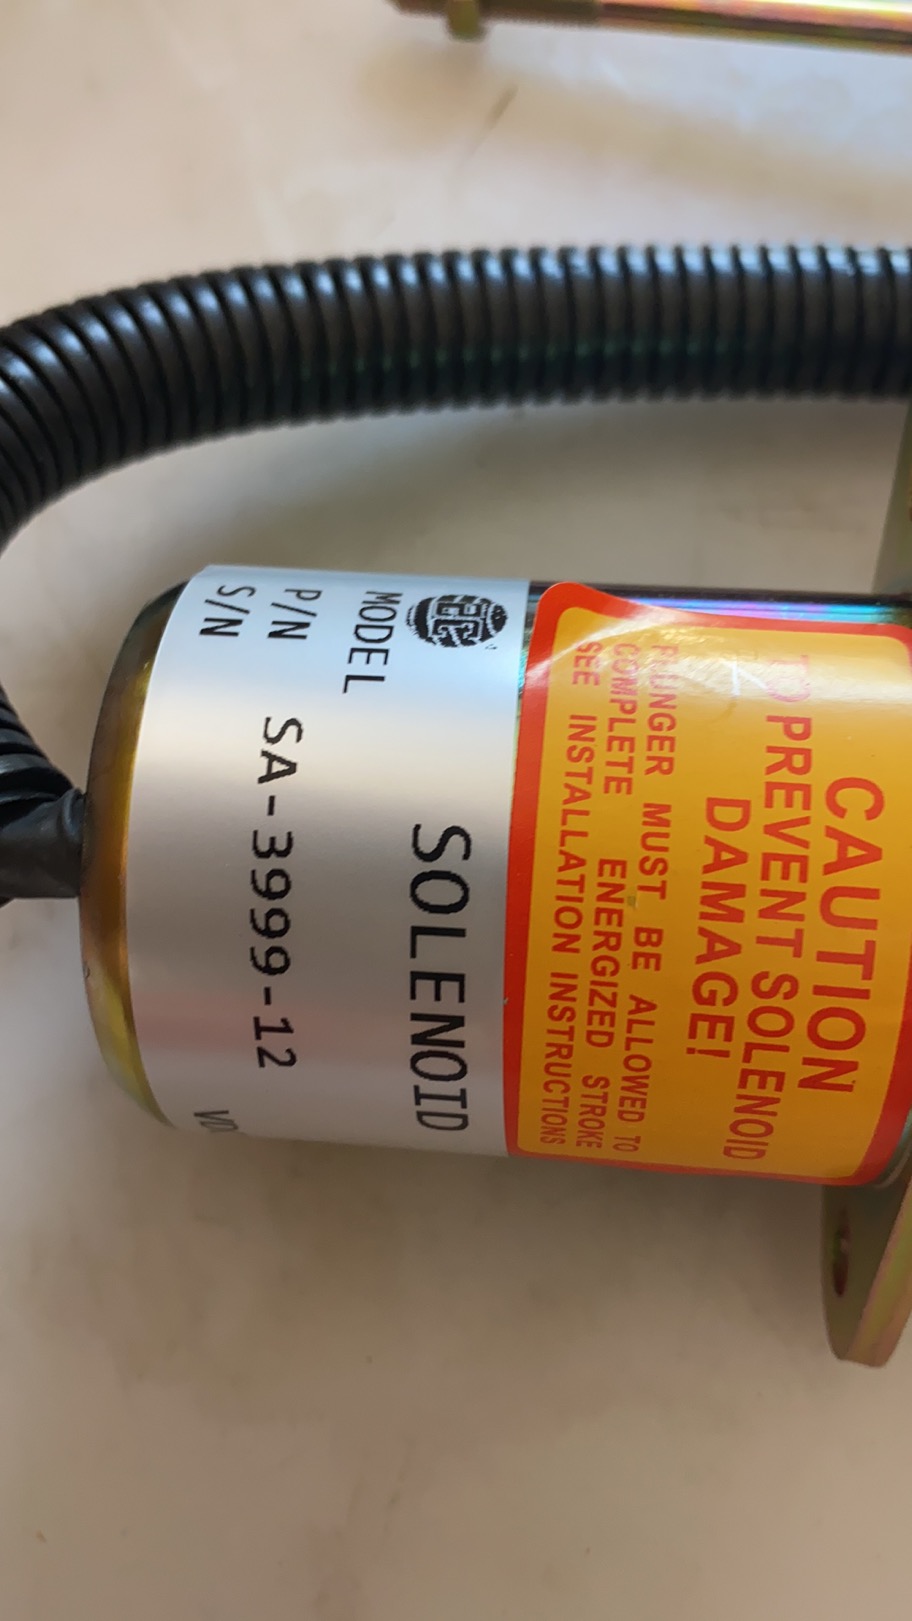 SOLENOID
MODEL
P/N SA-3999-12
S/N
CAUTION
TO PREVENT SOLENOID
DAMAGE!
PLUNGER MUST BE ALLOWED TO
COMPLETE ENERGIZED STROKE
SEE INSTALLATION INSTRUCTIONS